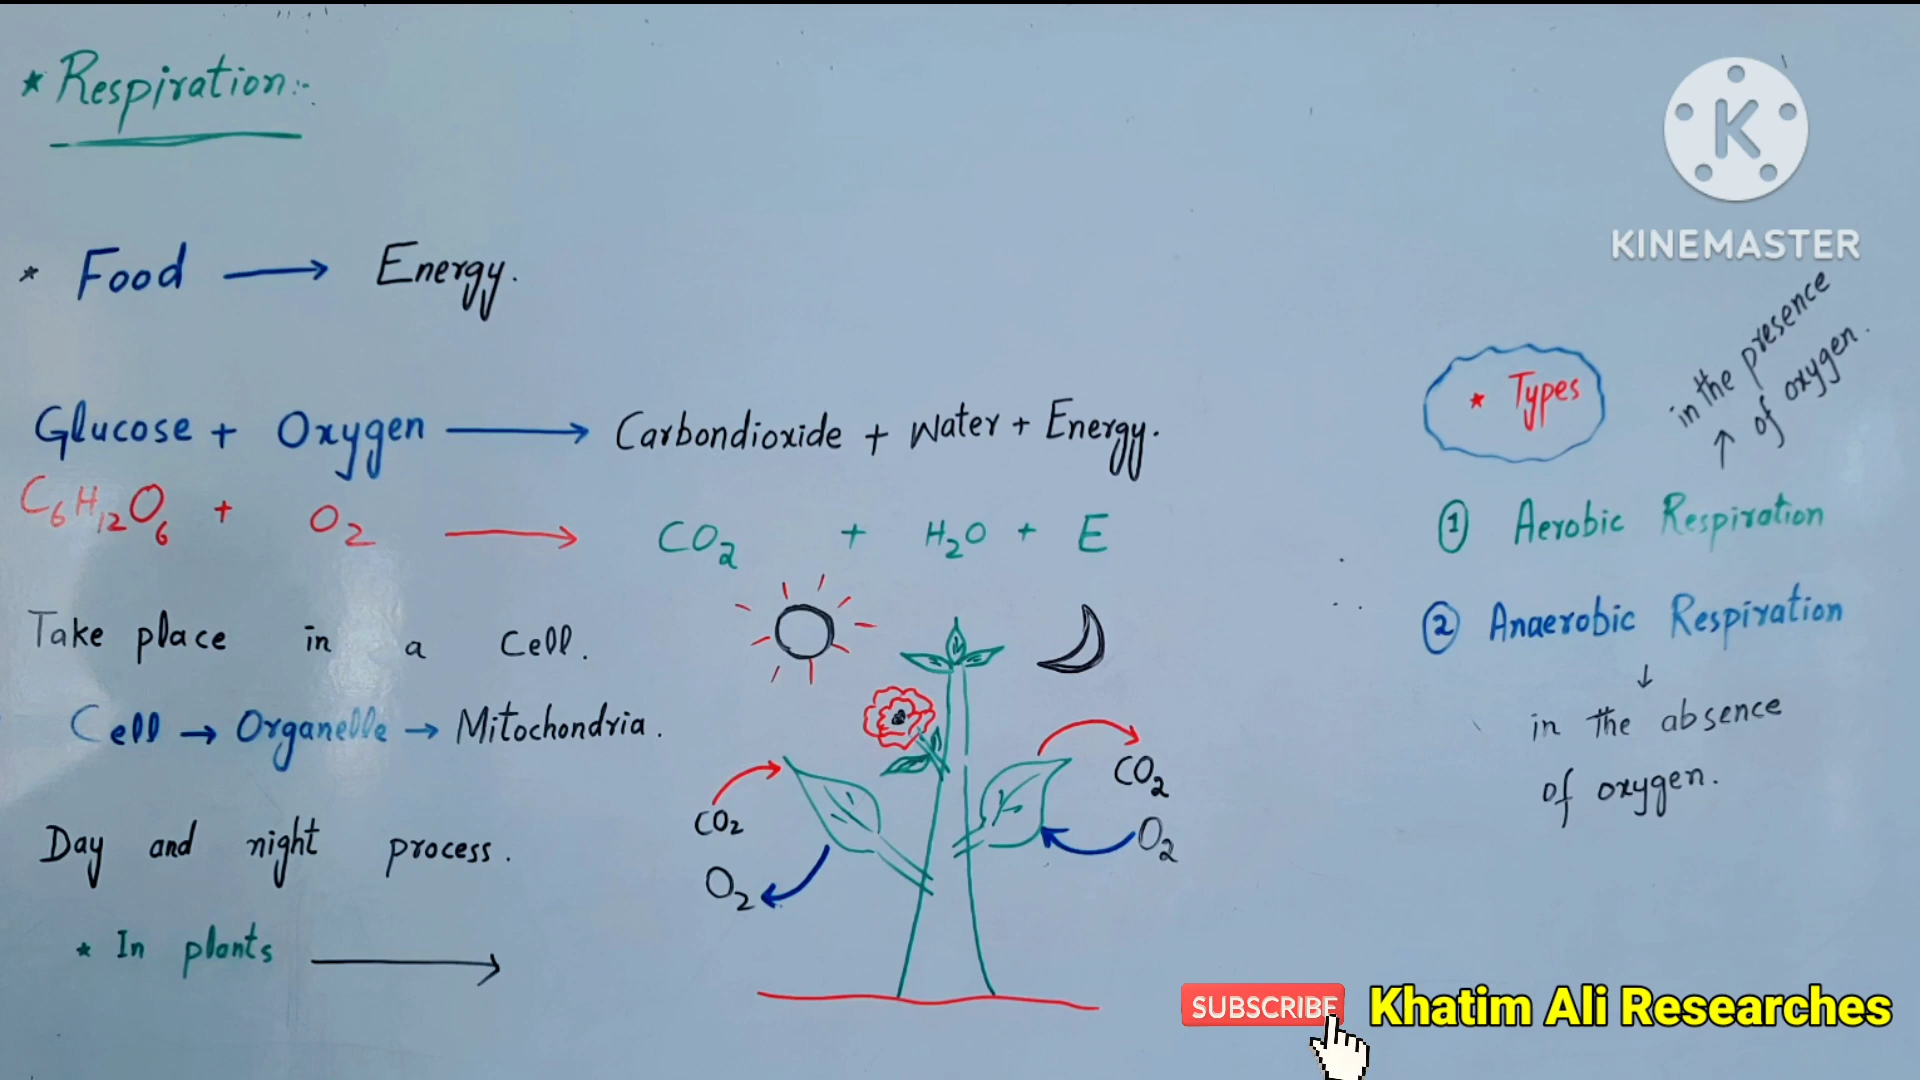 * Respiration:-
* Food → Energy.
Glucose + Oxygen → Carbondioxide + Water + Energy.
C₆H₁₂O₆ + O₂ → CO₂ + H₂O + E
Take place in a Cell.
Cell → Organelle → Mitochondria.
Day and night process.
* In plants →
CO₂
O₂
CO₂
O₂
KINEMASTER
* Types
in the presence
of oxygen.
① Aerobic Respiration
② Anaerobic Respiration
↓
in the absence
of oxygen.
SUBSCRIBE
Khatim Ali Researches